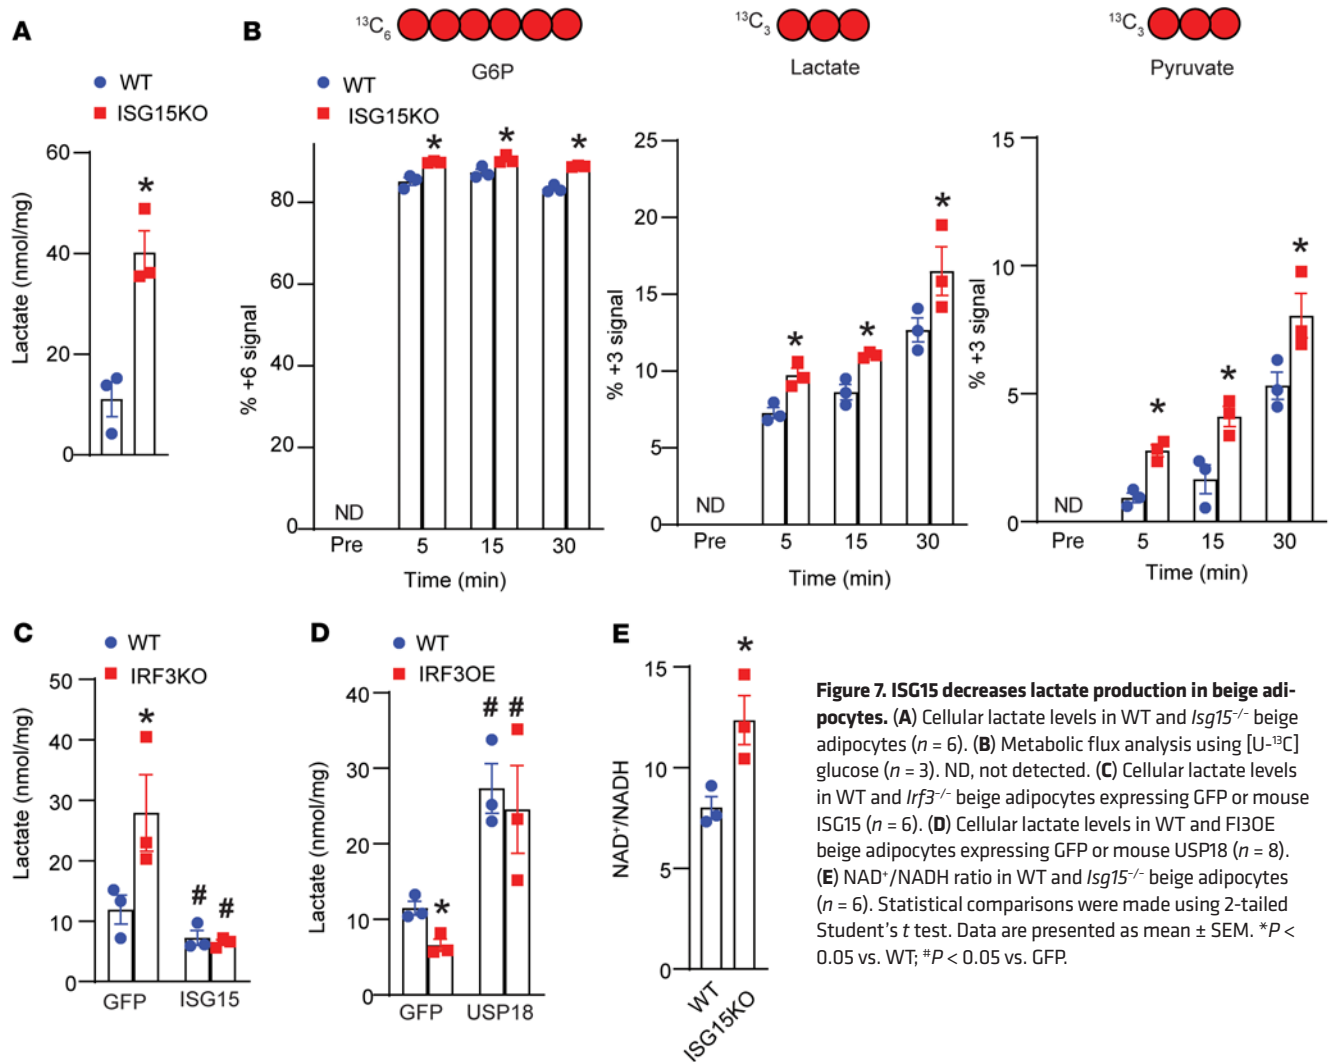 A
WT
ISG15KO
Lactate (nmol/mg)
60
40
20
0
*
B
¹³C₆
G6P
WT
ISG15KO
% +6 signal
80
60
40
20
0
* * *
ND
Pre 5 15 30
Time (min)
¹³C₃
Lactate
% +3 signal
25
20
15
10
5
0
* * *
ND
Pre 5 15 30
Time (min)
¹³C₃
Pyruvate
% +3 signal
15
10
5
0
* * *
ND
Pre 5 15 30
Time (min)
C
WT
IRF3KO
Lactate (nmol/mg)
50
40
30
20
10
0
* # #
GFP ISG15
D
WT
IRF3OE
Lactate (nmol/mg)
40
30
20
10
0
* # #
GFP USP18
E
NAD⁺/NADH
15
10
5
0
*
WT
ISG15KO
Figure 7. ISG15 decreases lactate production in beige adi-
pocytes. (A) Cellular lactate levels in WT and Isg15⁻/⁻ beige
adipocytes (n = 6). (B) Metabolic flux analysis using [U-¹³C]
glucose (n = 3). ND, not detected. (C) Cellular lactate levels
in WT and Irf3⁻/⁻ beige adipocytes expressing GFP or mouse
ISG15 (n = 6). (D) Cellular lactate levels in WT and FI3OE
beige adipocytes expressing GFP or mouse USP18 (n = 8).
(E) NAD⁺/NADH ratio in WT and Isg15⁻/⁻ beige adipocytes
(n = 6). Statistical comparisons were made using 2-tailed
Student's t test. Data are presented as mean ± SEM. *P <
0.05 vs. WT; #P < 0.05 vs. GFP.